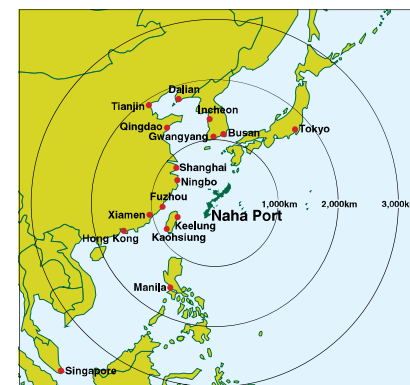 Dalian
Tianjin
Incheon
Qingdao
Gwangyang
Busan
Tokyo
Shanghai
Ningbo
Fuzhou
1,000km
2,000km
3,000k
Xiamen
Naha Port
Keelung
Hong Kong
Kaohsiung
Manila
Singapore